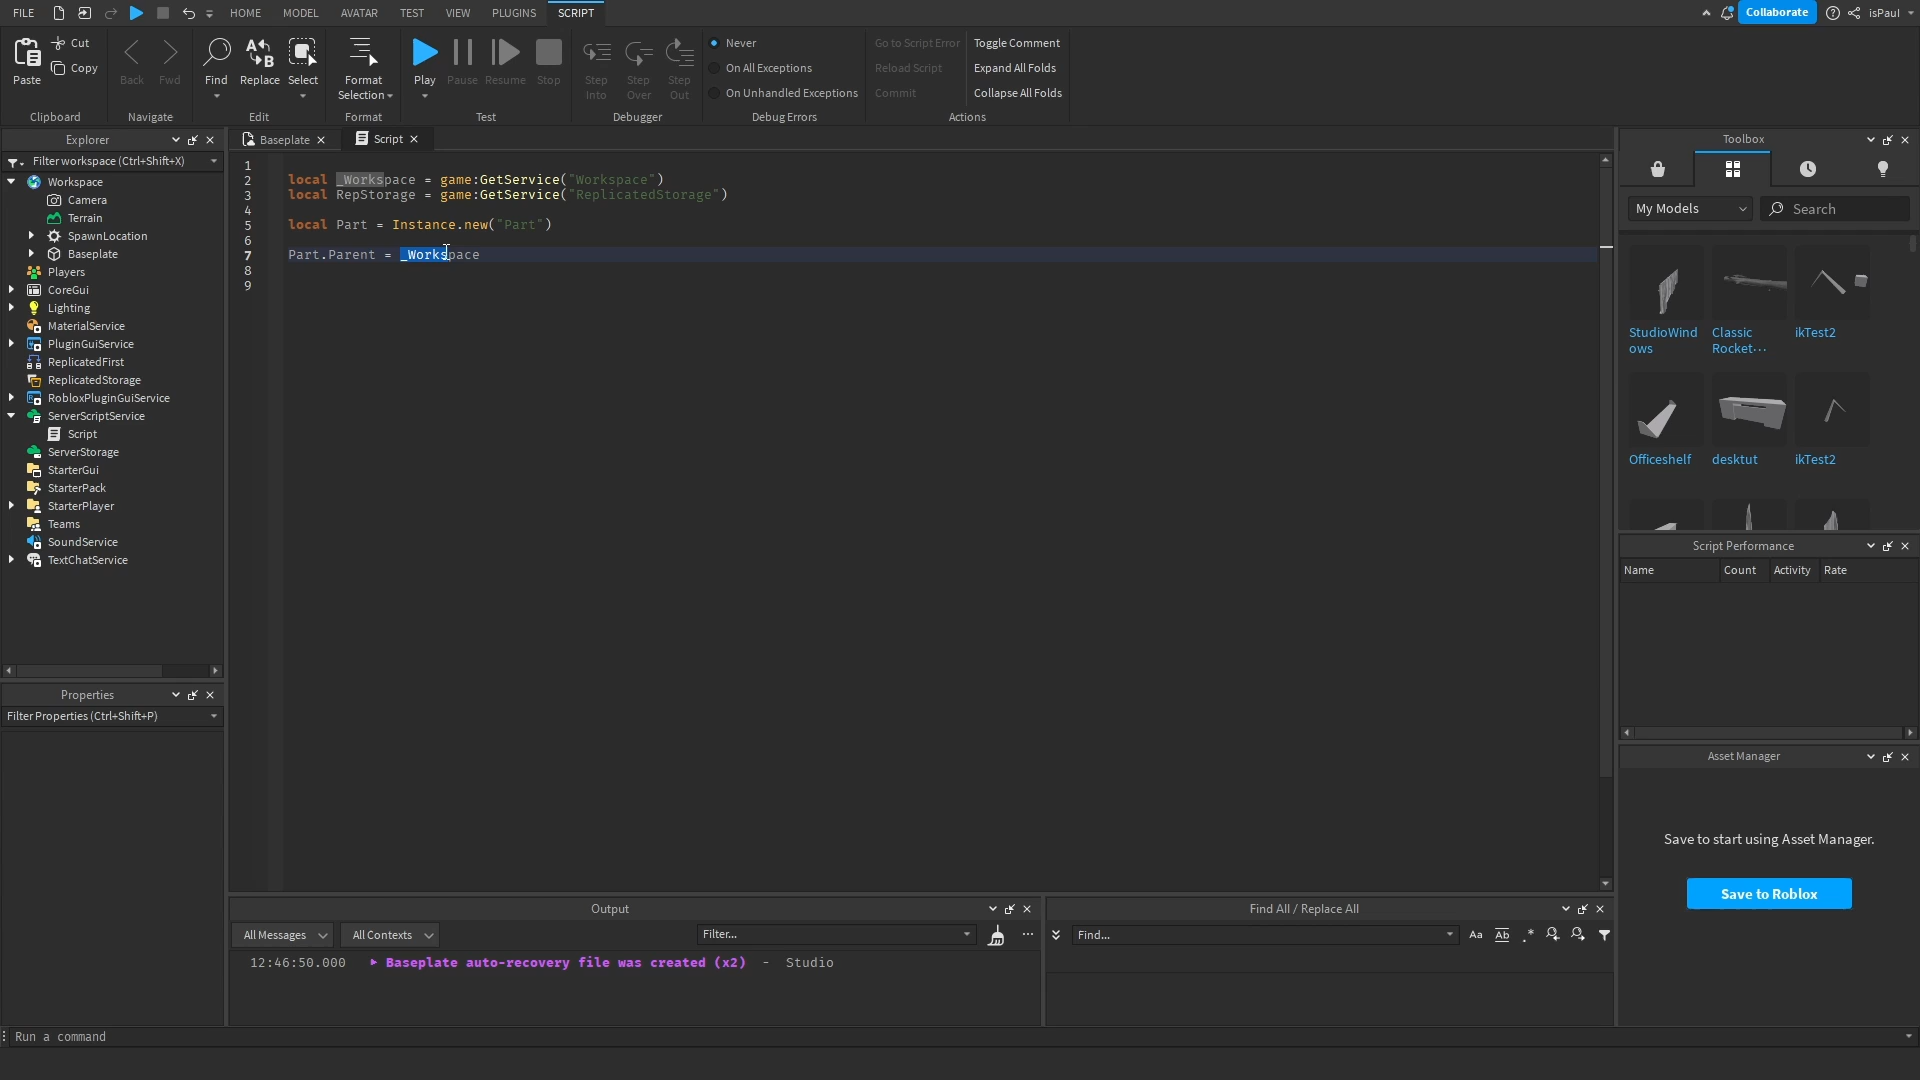 FILE HOME MODEL AVATAR TEST VIEW PLUGINS SCRIPT Collaborate isPaul
Paste Cut Copy
Clipboard
Back Fwd
Navigate
Find Replace Select
Edit
Format Selection
Format
Play Pause Resume Stop
Test
Step Into Step Over Step Out
Debugger
Never
On All Exceptions
On Unhandled Exceptions
Debug Errors
Go to Script Error Toggle Comment
Reload Script Expand All Folds
Commit Collapse All Folds
Actions
Explorer
Filter workspace (Ctrl+Shift+X)
Workspace
Camera
Terrain
SpawnLocation
Baseplate
Players
CoreGui
Lighting
MaterialService
PluginGuiService
ReplicatedFirst
ReplicatedStorage
RobloxPluginGuiService
ServerScriptService
Script
ServerStorage
StarterGui
StarterPack
StarterPlayer
Teams
SoundService
TextChatService
Properties
Filter Properties (Ctrl+Shift+P)
Baseplate Script
1
2 local _Workspace = game:GetService("Workspace")
3 local RepStorage = game:GetService("ReplicatedStorage")
4
5 local Part = Instance.new("Part")
6
7 Part.Parent = _Workspace
8
9
Output
All Messages All Contexts Filter...
12:46:50.000 Baseplate auto-recovery file was created (x2) - Studio
Find All / Replace All
Find... Aa Ab .*
Toolbox
My Models Search
StudioWind
ows
Classic
Rocket...
ikTest2
Officeshelf desktut ikTest2
Script Performance
Name Count Activity Rate
Asset Manager
Save to start using Asset Manager.
Save to Roblox
Run a command